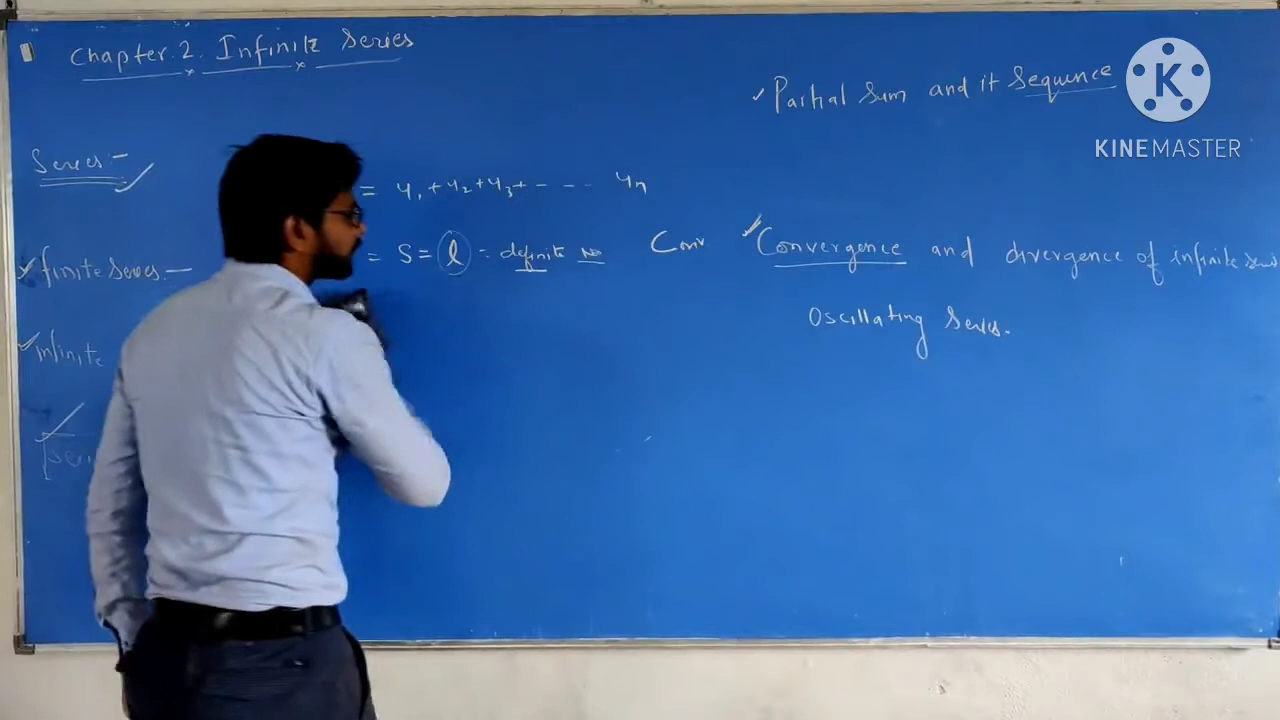 Chapter.2. Infinite Series
✓ Partial Sum and it Sequence
KINEMASTER
Series:-
= u₁ + u₂ + u₃ + - - - - uₙ
✓ finite series. -
= S = l = definite no Conv
✓ Convergence and divergence of infinite series
Oscillating Series.
✓ infinite